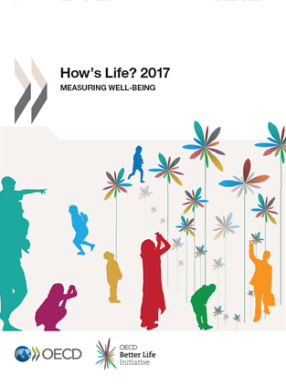 How's Life? 2017
MEASURING WELL-BEING
OECD
OECD
Better Life
Initiative